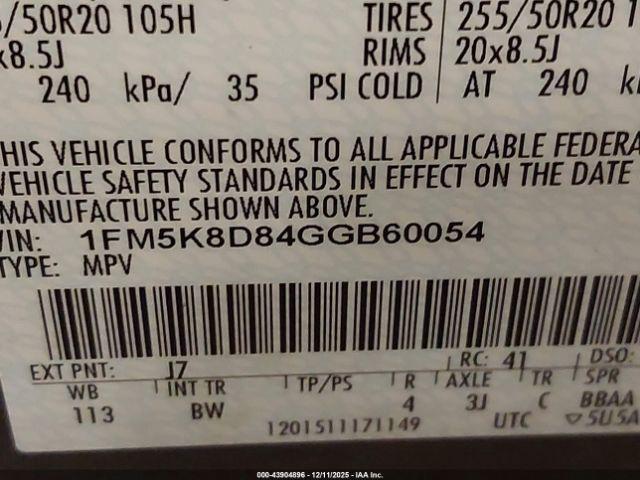 /50R20 105H TIRES 255/50R20
x8.5J RIMS 20x8.5J
240 kPa/ 35 PSI COLD AT 240
THIS VEHICLE CONFORMS TO ALL APPLICABLE FEDERA
VEHICLE SAFETY STANDARDS IN EFFECT ON THE DATE
MANUFACTURE SHOWN ABOVE.
VIN: 1FM5K8D84GGB60054
TYPE: MPV
EXT PNT: J7 RC: 41 DSO:
WB INT TR TP/PS R AXLE TR SPR
113 BW 4 3J C BBAA
1201511171149 UTC ▽5U5A
000-43904896 - 12/11/2025 - IAA Inc.